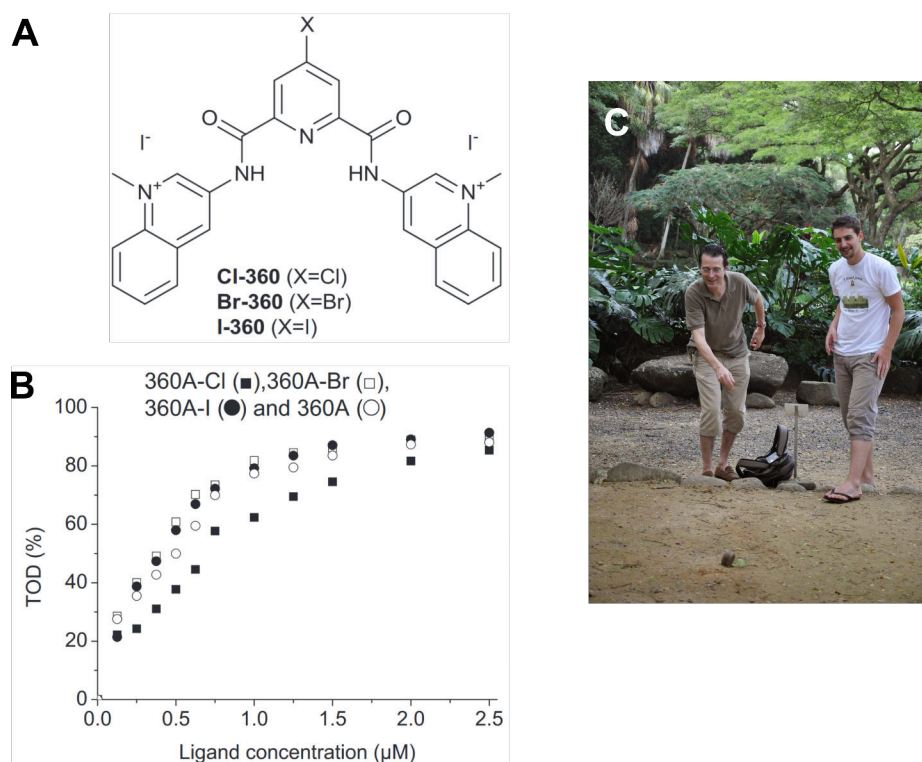 A
X
O
O
N
I-
I-
NH
NH
N+
N+
Cl-360 (X=Cl)
Br-360 (X=Br)
I-360 (X=I)
B
360A-Cl (■),360A-Br (□),
360A-I (●) and 360A (○)
100
80
60
40
20
0
TOD (%)
0.0 0.5 1.0 1.5 2.0 2.5
Ligand concentration (μM)
C